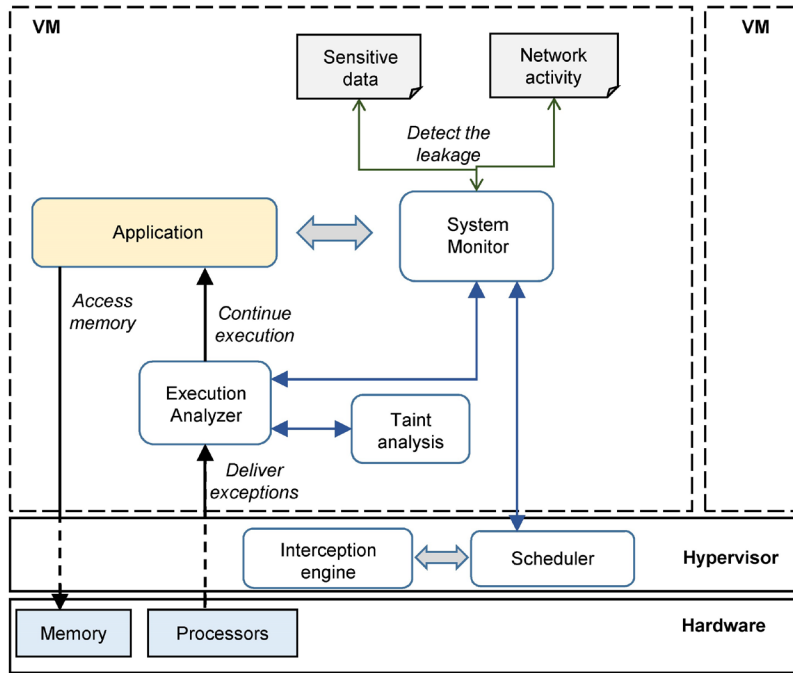 VM
VM
Sensitive
data
Network
activity
Detect the
leakage
Application
System
Monitor
Access
memory
Continue
execution
Execution
Analyzer
Taint
analysis
Deliver
exceptions
Interception
engine
Scheduler
Hypervisor
Memory
Processors
Hardware